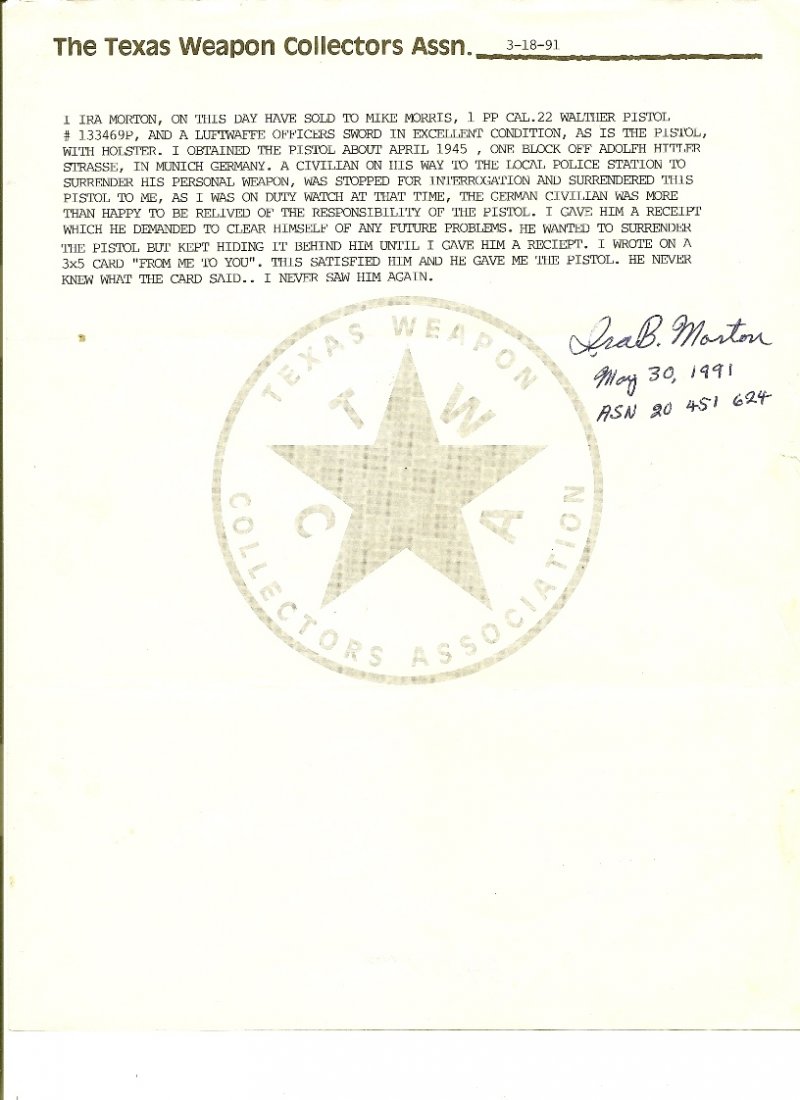 The Texas Weapon Collectors Assn. 3-18-91
I IRA MORTON, ON THIS DAY HAVE SOLD TO MIKE MORRIS, 1 PP CAL.22 WALTHER PISTOL
# 133469P, AND A LUFTWAFFE OFFICERS SWORD IN EXCELLENT CONDITION, AS IS THE PISTOL,
WITH HOLSTER. I OBTAINED THE PISTOL ABOUT APRIL 1945 , ONE BLOCK OFF ADOLFH HITTLER
STRASSE, IN MUNICH GERMANY. A CIVILIAN ON HIS WAY TO THE LOCAL POLICE STATION TO
SURRENDER HIS PERSONAL WEAPON, WAS STOPPED FOR INTERROGATION AND SURRENDERED THIS
PISTOL TO ME, AS I WAS ON DUTY WATCH AT THAT TIME, THE GERMAN CIVILIAN WAS MORE
THAN HAPPY TO BE RELIVED OF THE RESPONSIBILITY OF THE PISTOL. I GAVE HIM A RECEIPT
WHICH HE DEMANDED TO CLEAR HIMSELF OF ANY FUTURE PROBLEMS. HE WANTED TO SURRENDER
THE PISTOL BUT KEPT HIDING IT BEHIND HIM UNTIL I GAVE HIM A RECIEPT. I WROTE ON A
3x5 CARD "FROM ME TO YOU". THIS SATISFIED HIM AND HE GAVE ME THE PISTOL. HE NEVER
KNEW WHAT THE CARD SAID.. I NEVER SAW HIM AGAIN.
Ira B. Morton
May 30, 1991
ASN 20 451 624
TEXAS WEAPON
T W
C A
COLLECTORS ASSOCIATION